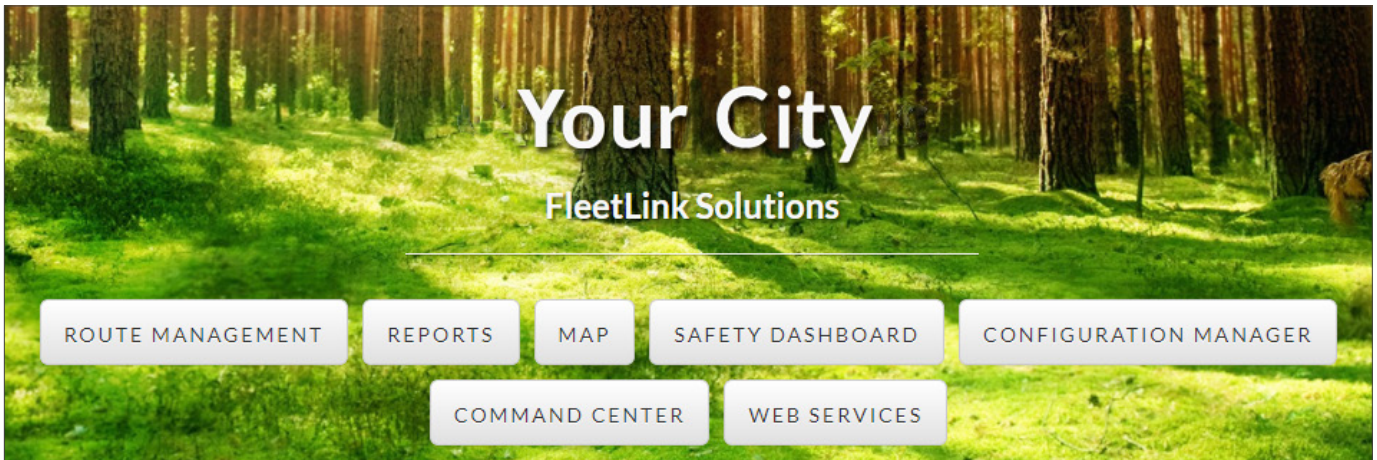 Your City
FleetLink Solutions
ROUTE MANAGEMENT
REPORTS
MAP
SAFETY DASHBOARD
CONFIGURATION MANAGER
COMMAND CENTER
WEB SERVICES